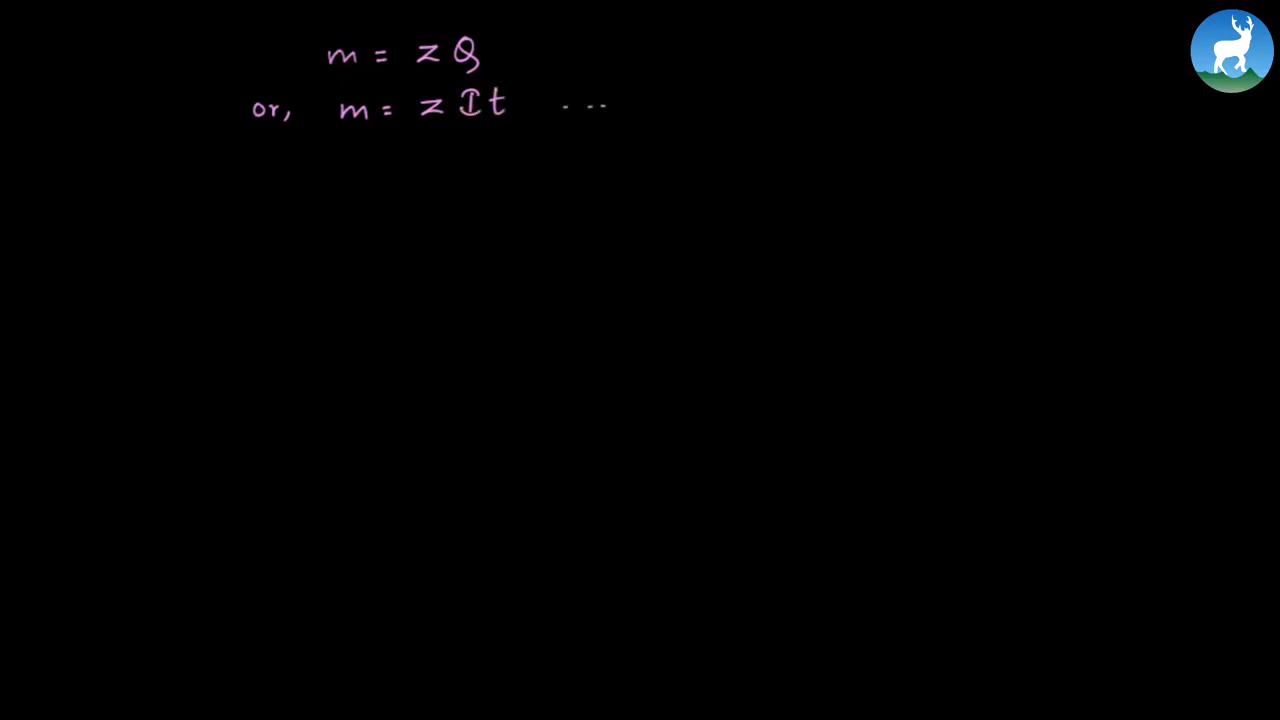 m = z Q
or, m = z I t ...